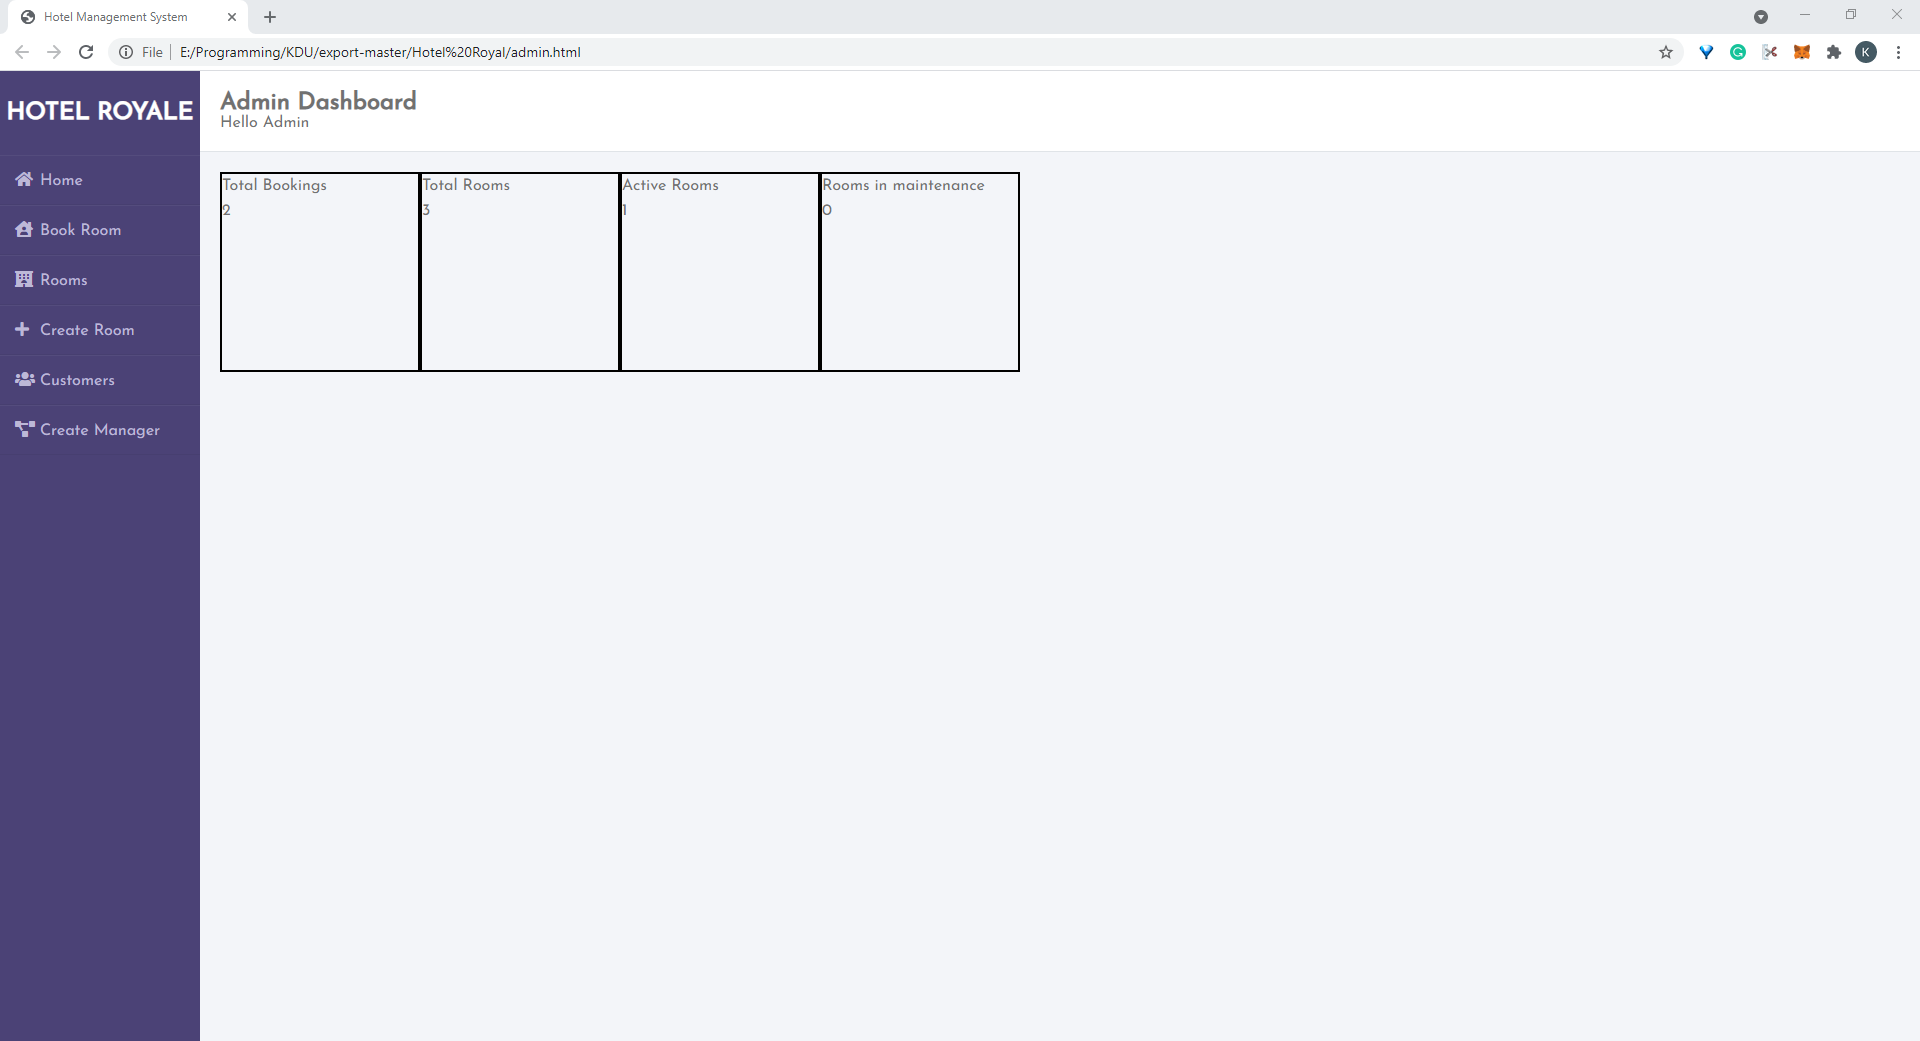 Hotel Management System
File
E:/Programming/KDU/export-master/Hotel%20Royal/admin.html
K
HOTEL ROYALE
Home
Book Room
Rooms
Create Room
Customers
Create Manager
Admin Dashboard
Hello Admin
Total Bookings
2
Total Rooms
3
Active Rooms
1
Rooms in maintenance
0